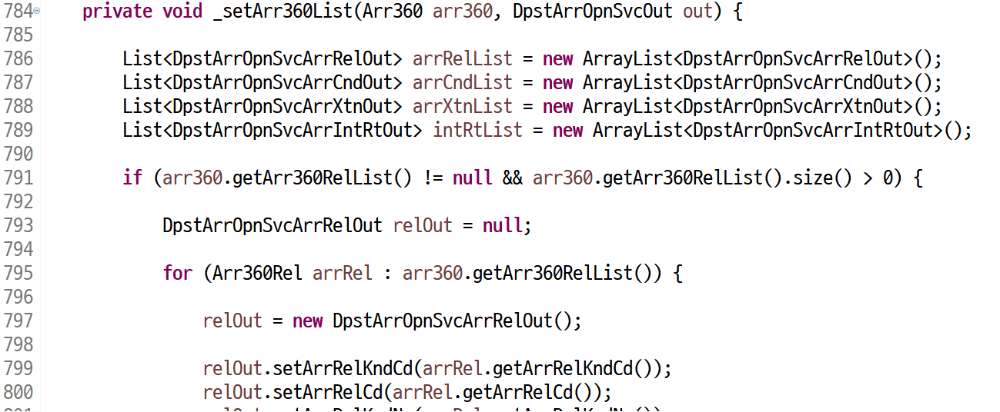 784 private void _setArr360List(Arr360 arr360, DpstArrOpnSvcOut out) {
785
786 List<DpstArrOpnSvcArrRelOut> arrRelList = new ArrayList<DpstArrOpnSvcArrRelOut>();
787 List<DpstArrOpnSvcArrCndOut> arrCndList = new ArrayList<DpstArrOpnSvcArrCndOut>();
788 List<DpstArrOpnSvcArrXtnOut> arrXtnList = new ArrayList<DpstArrOpnSvcArrXtnOut>();
789 List<DpstArrOpnSvcArrIntRtOut> intRtList = new ArrayList<DpstArrOpnSvcArrIntRtOut>();
790
791 if (arr360.getArr360RelList() != null && arr360.getArr360RelList().size() > 0) {
792
793 DpstArrOpnSvcArrRelOut relOut = null;
794
795 for (Arr360Rel arrRel : arr360.getArr360RelList()) {
796
797 relOut = new DpstArrOpnSvcArrRelOut();
798
799 relOut.setArrRelKndCd(arrRel.getArrRelKndCd());
800 relOut.setArrRelCd(arrRel.getArrRelCd());